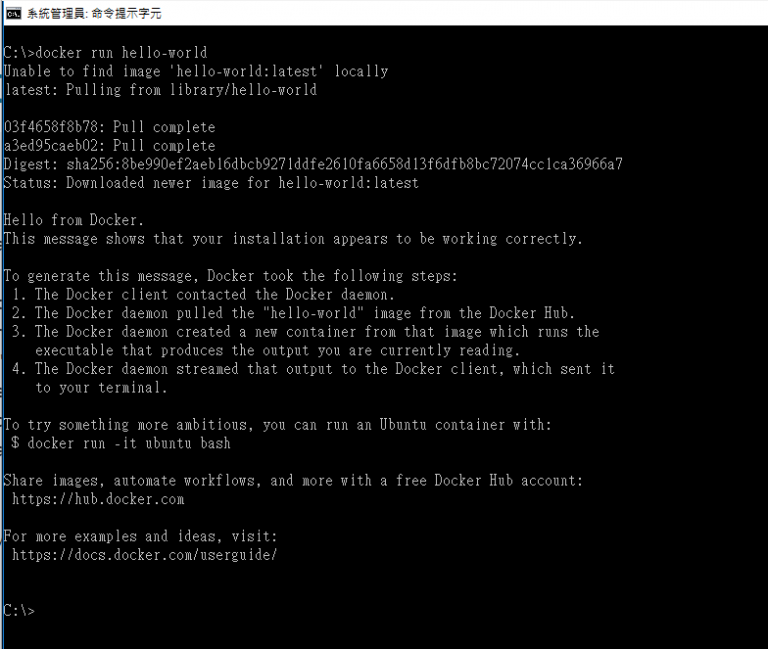 系統管理員: 命令提示字元
C:\>docker run hello-world
Unable to find image 'hello-world:latest' locally
latest: Pulling from library/hello-world
03f4658f8b78: Pull complete
a3ed95caeb02: Pull complete
Digest: sha256:8be990ef2aeb16dbcb9271ddfe2610fa6658d13f6dfb8bc72074cc1ca36966a7
Status: Downloaded newer image for hello-world:latest
Hello from Docker.
This message shows that your installation appears to be working correctly.
To generate this message, Docker took the following steps:
1. The Docker client contacted the Docker daemon.
2. The Docker daemon pulled the "hello-world" image from the Docker Hub.
3. The Docker daemon created a new container from that image which runs the
executable that produces the output you are currently reading.
4. The Docker daemon streamed that output to the Docker client, which sent it
to your terminal.
To try something more ambitious, you can run an Ubuntu container with:
$ docker run -it ubuntu bash
Share images, automate workflows, and more with a free Docker Hub account:
https://hub.docker.com
For more examples and ideas, visit:
https://docs.docker.com/userguide/
C:\>